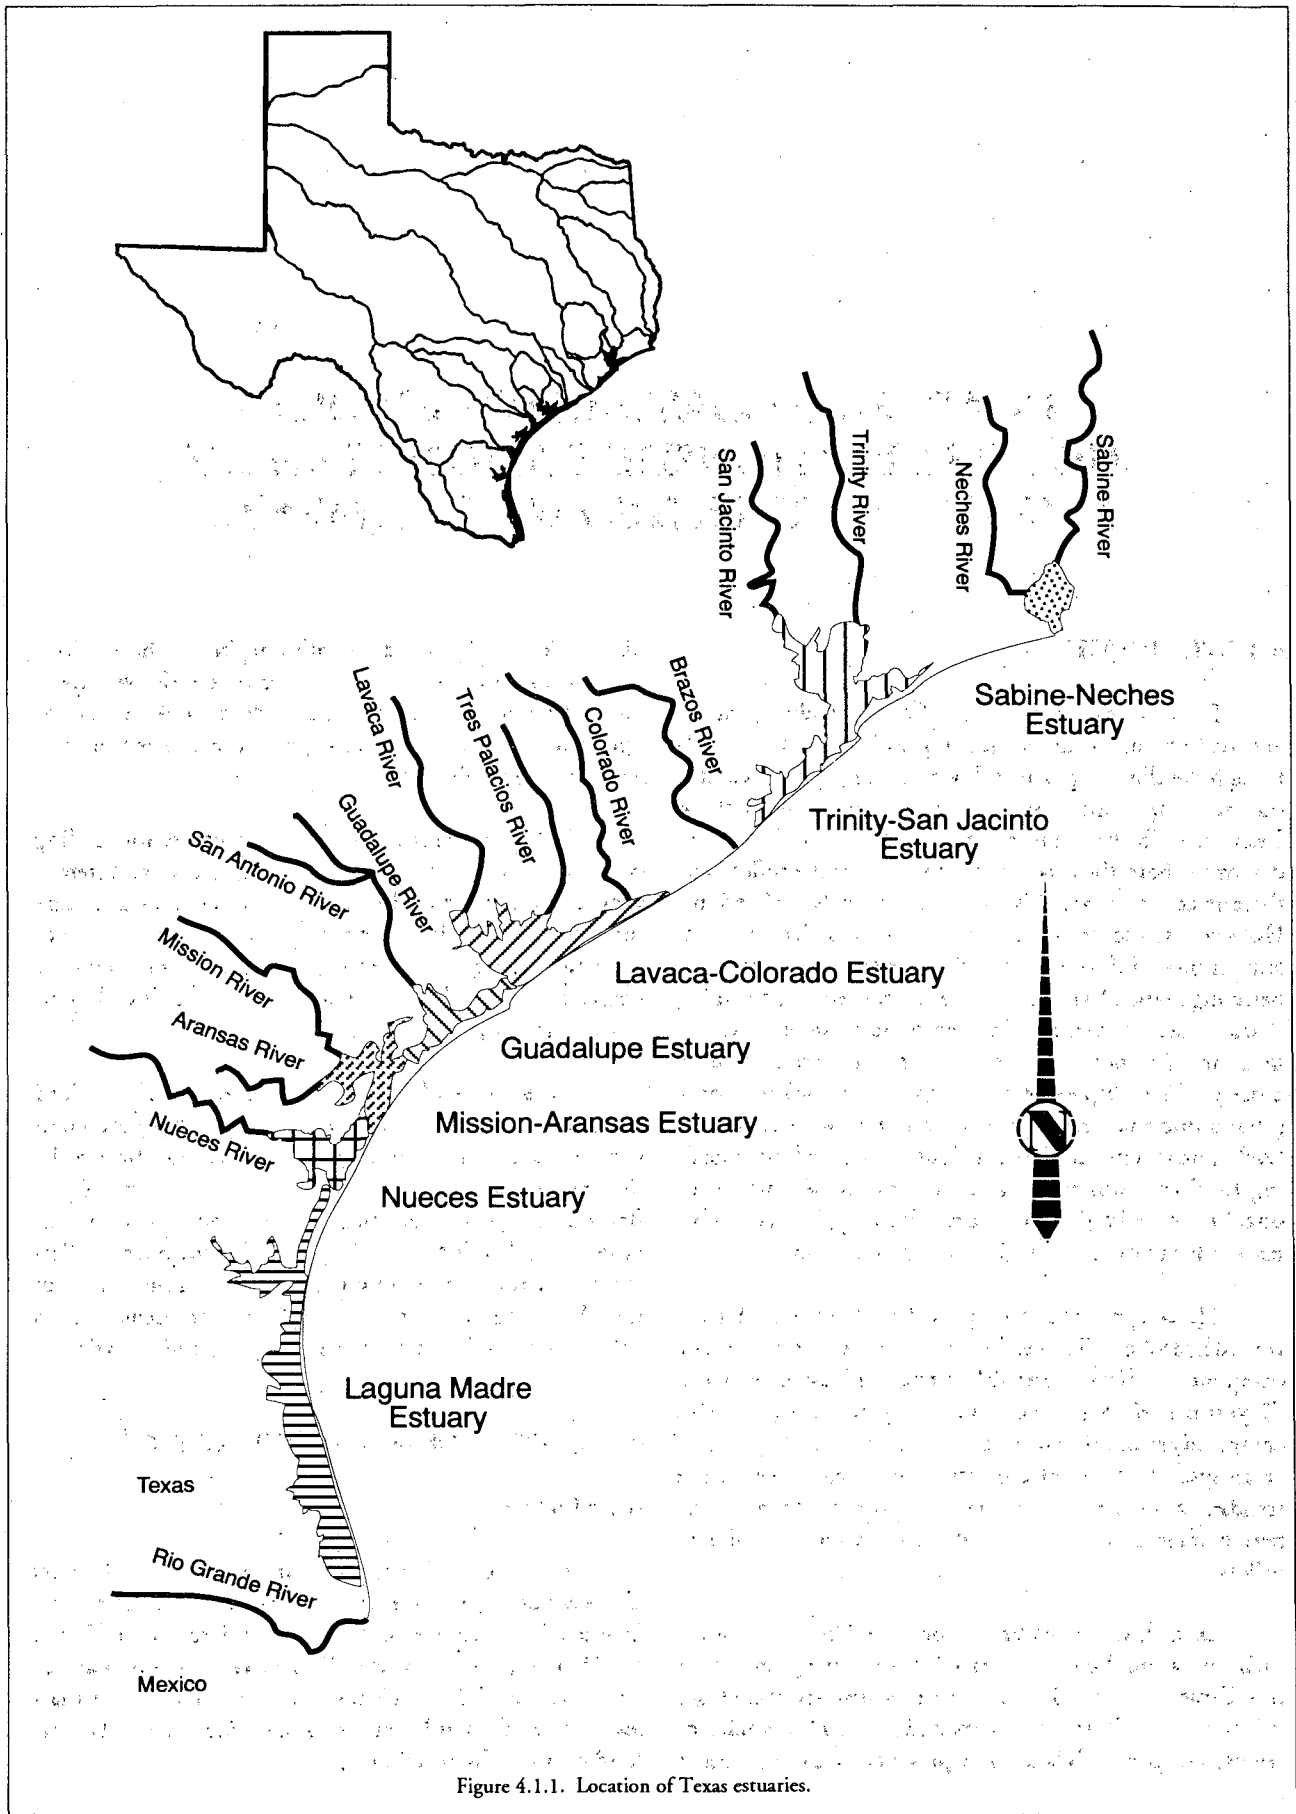 San Jacinto River
Trinity River
Neches River
Sabine River
Sabine-Neches
Estuary
Lavaca River
Tres Palacios River
Colorado River
Brazos River
Trinity-San Jacinto
Estuary
Guadalupe River
San Antonio River
Lavaca-Colorado Estuary
Mission River
Aransas River
Guadalupe Estuary
Mission-Aransas Estuary
N
Nueces River
Nueces Estuary
Laguna Madre
Estuary
Texas
Rio Grande River
Mexico
Figure 4.1.1. Location of Texas estuaries.